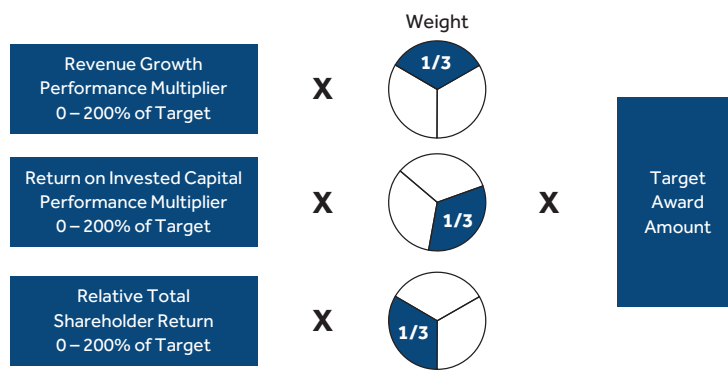 Weight
Revenue Growth
Performance Multiplier
0 – 200% of Target
X
1/3
Return on Invested Capital
Performance Multiplier
0 – 200% of Target
X
1/3
X
Target
Award
Amount
Relative Total
Shareholder Return
0 – 200% of Target
X
1/3